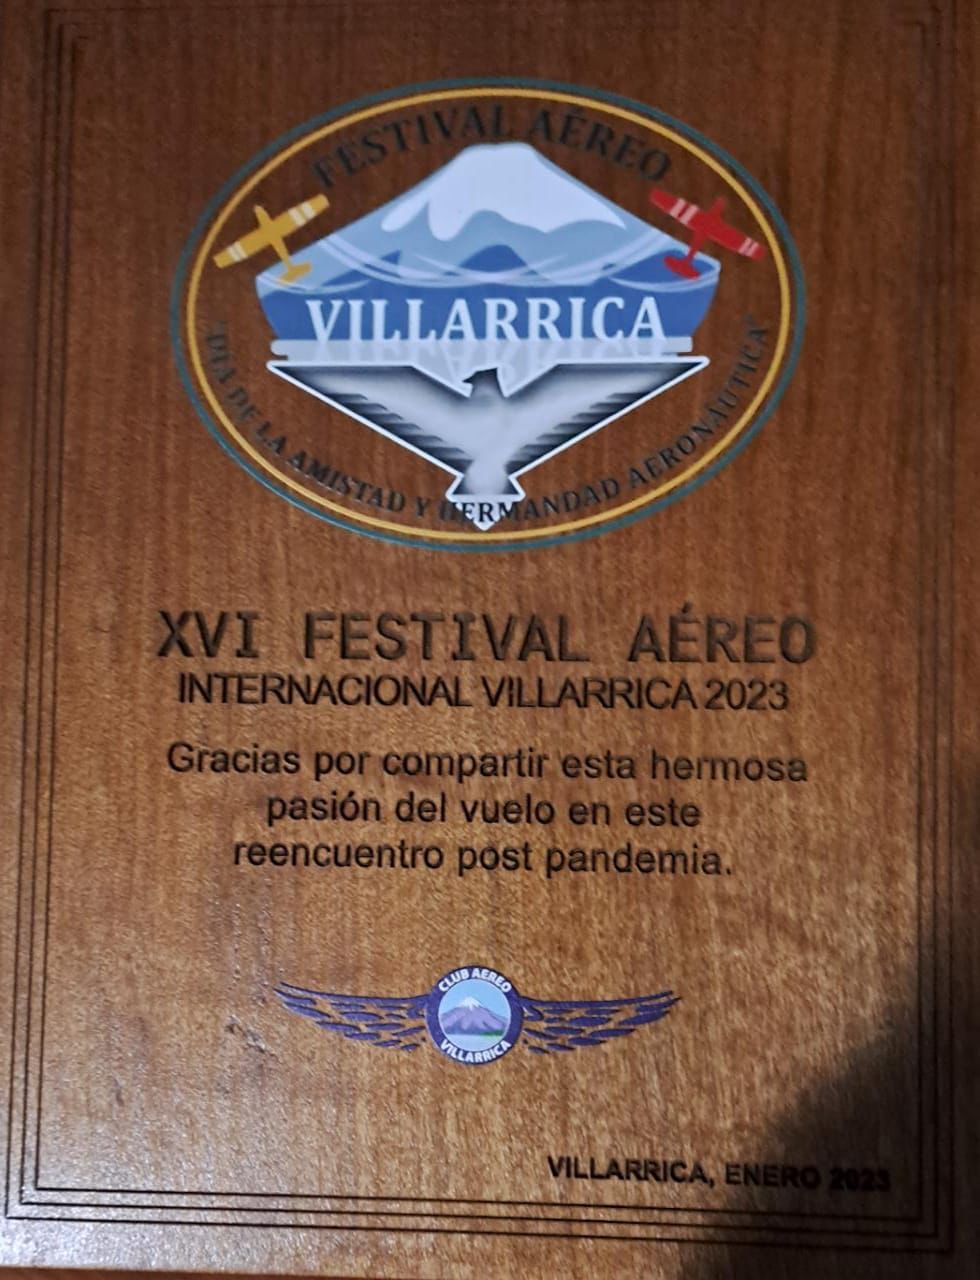 FESTIVAL AÉREO
VILLARRICA
"DÍA DE LA AMISTAD Y HERMANDAD AERONÁUTICA"
XVI FESTIVAL AÉREO
INTERNACIONAL VILLARRICA 2023
Gracias por compartir esta hermosa
pasión del vuelo en este
reencuentro post pandemia.
CLUB AEREO
VILLARRICA
VILLARRICA, ENERO 2023